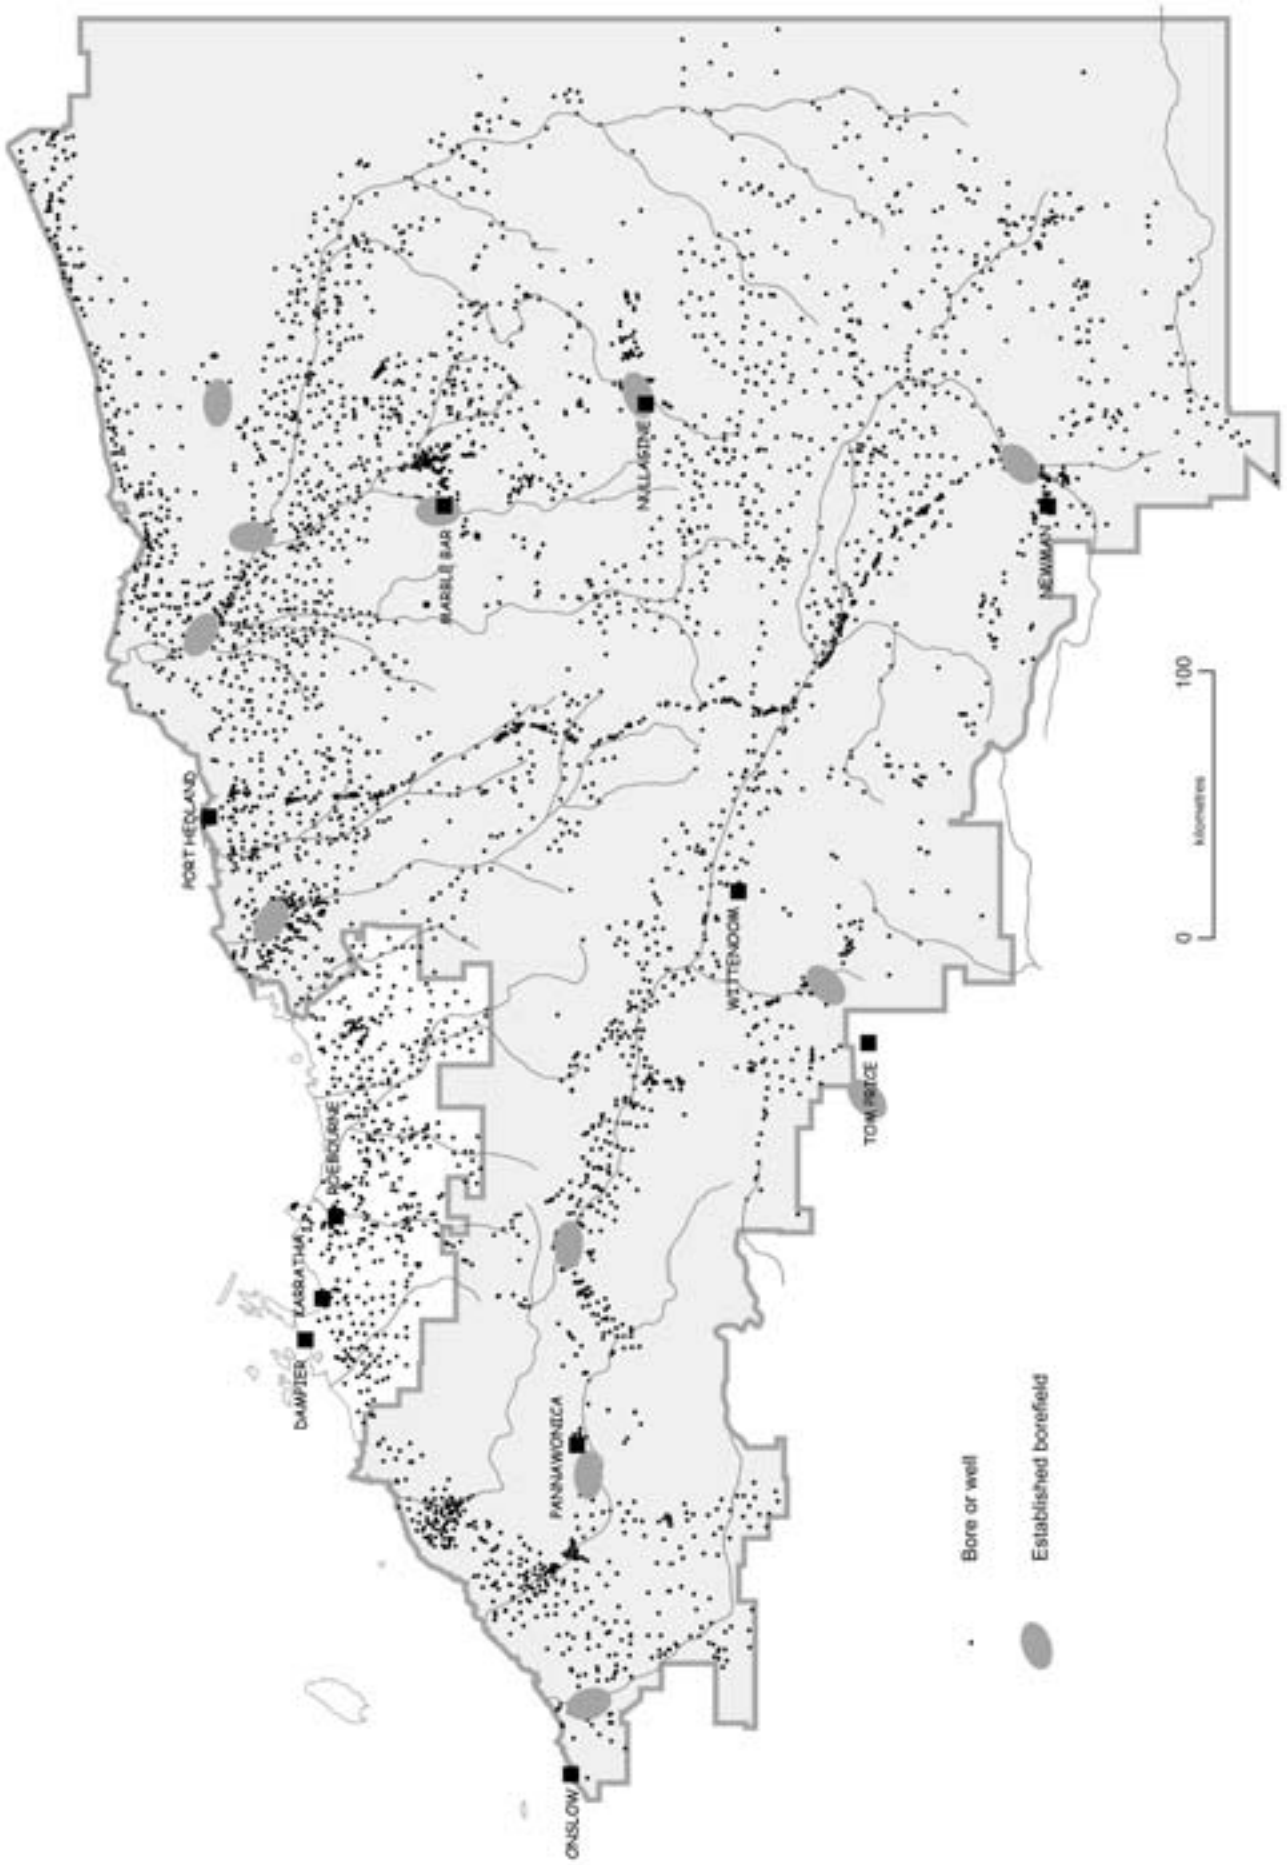 PORT HEDLAND
DAMPIER
KARRATHA
ROEBOURNE
MARBLE BAR
NULLAGINE
ONSLOW
PANNAWONICA
WITTENOOM
TOM PRICE
NEWMAN
Bore or well
Established borefield
0
100
kilometres